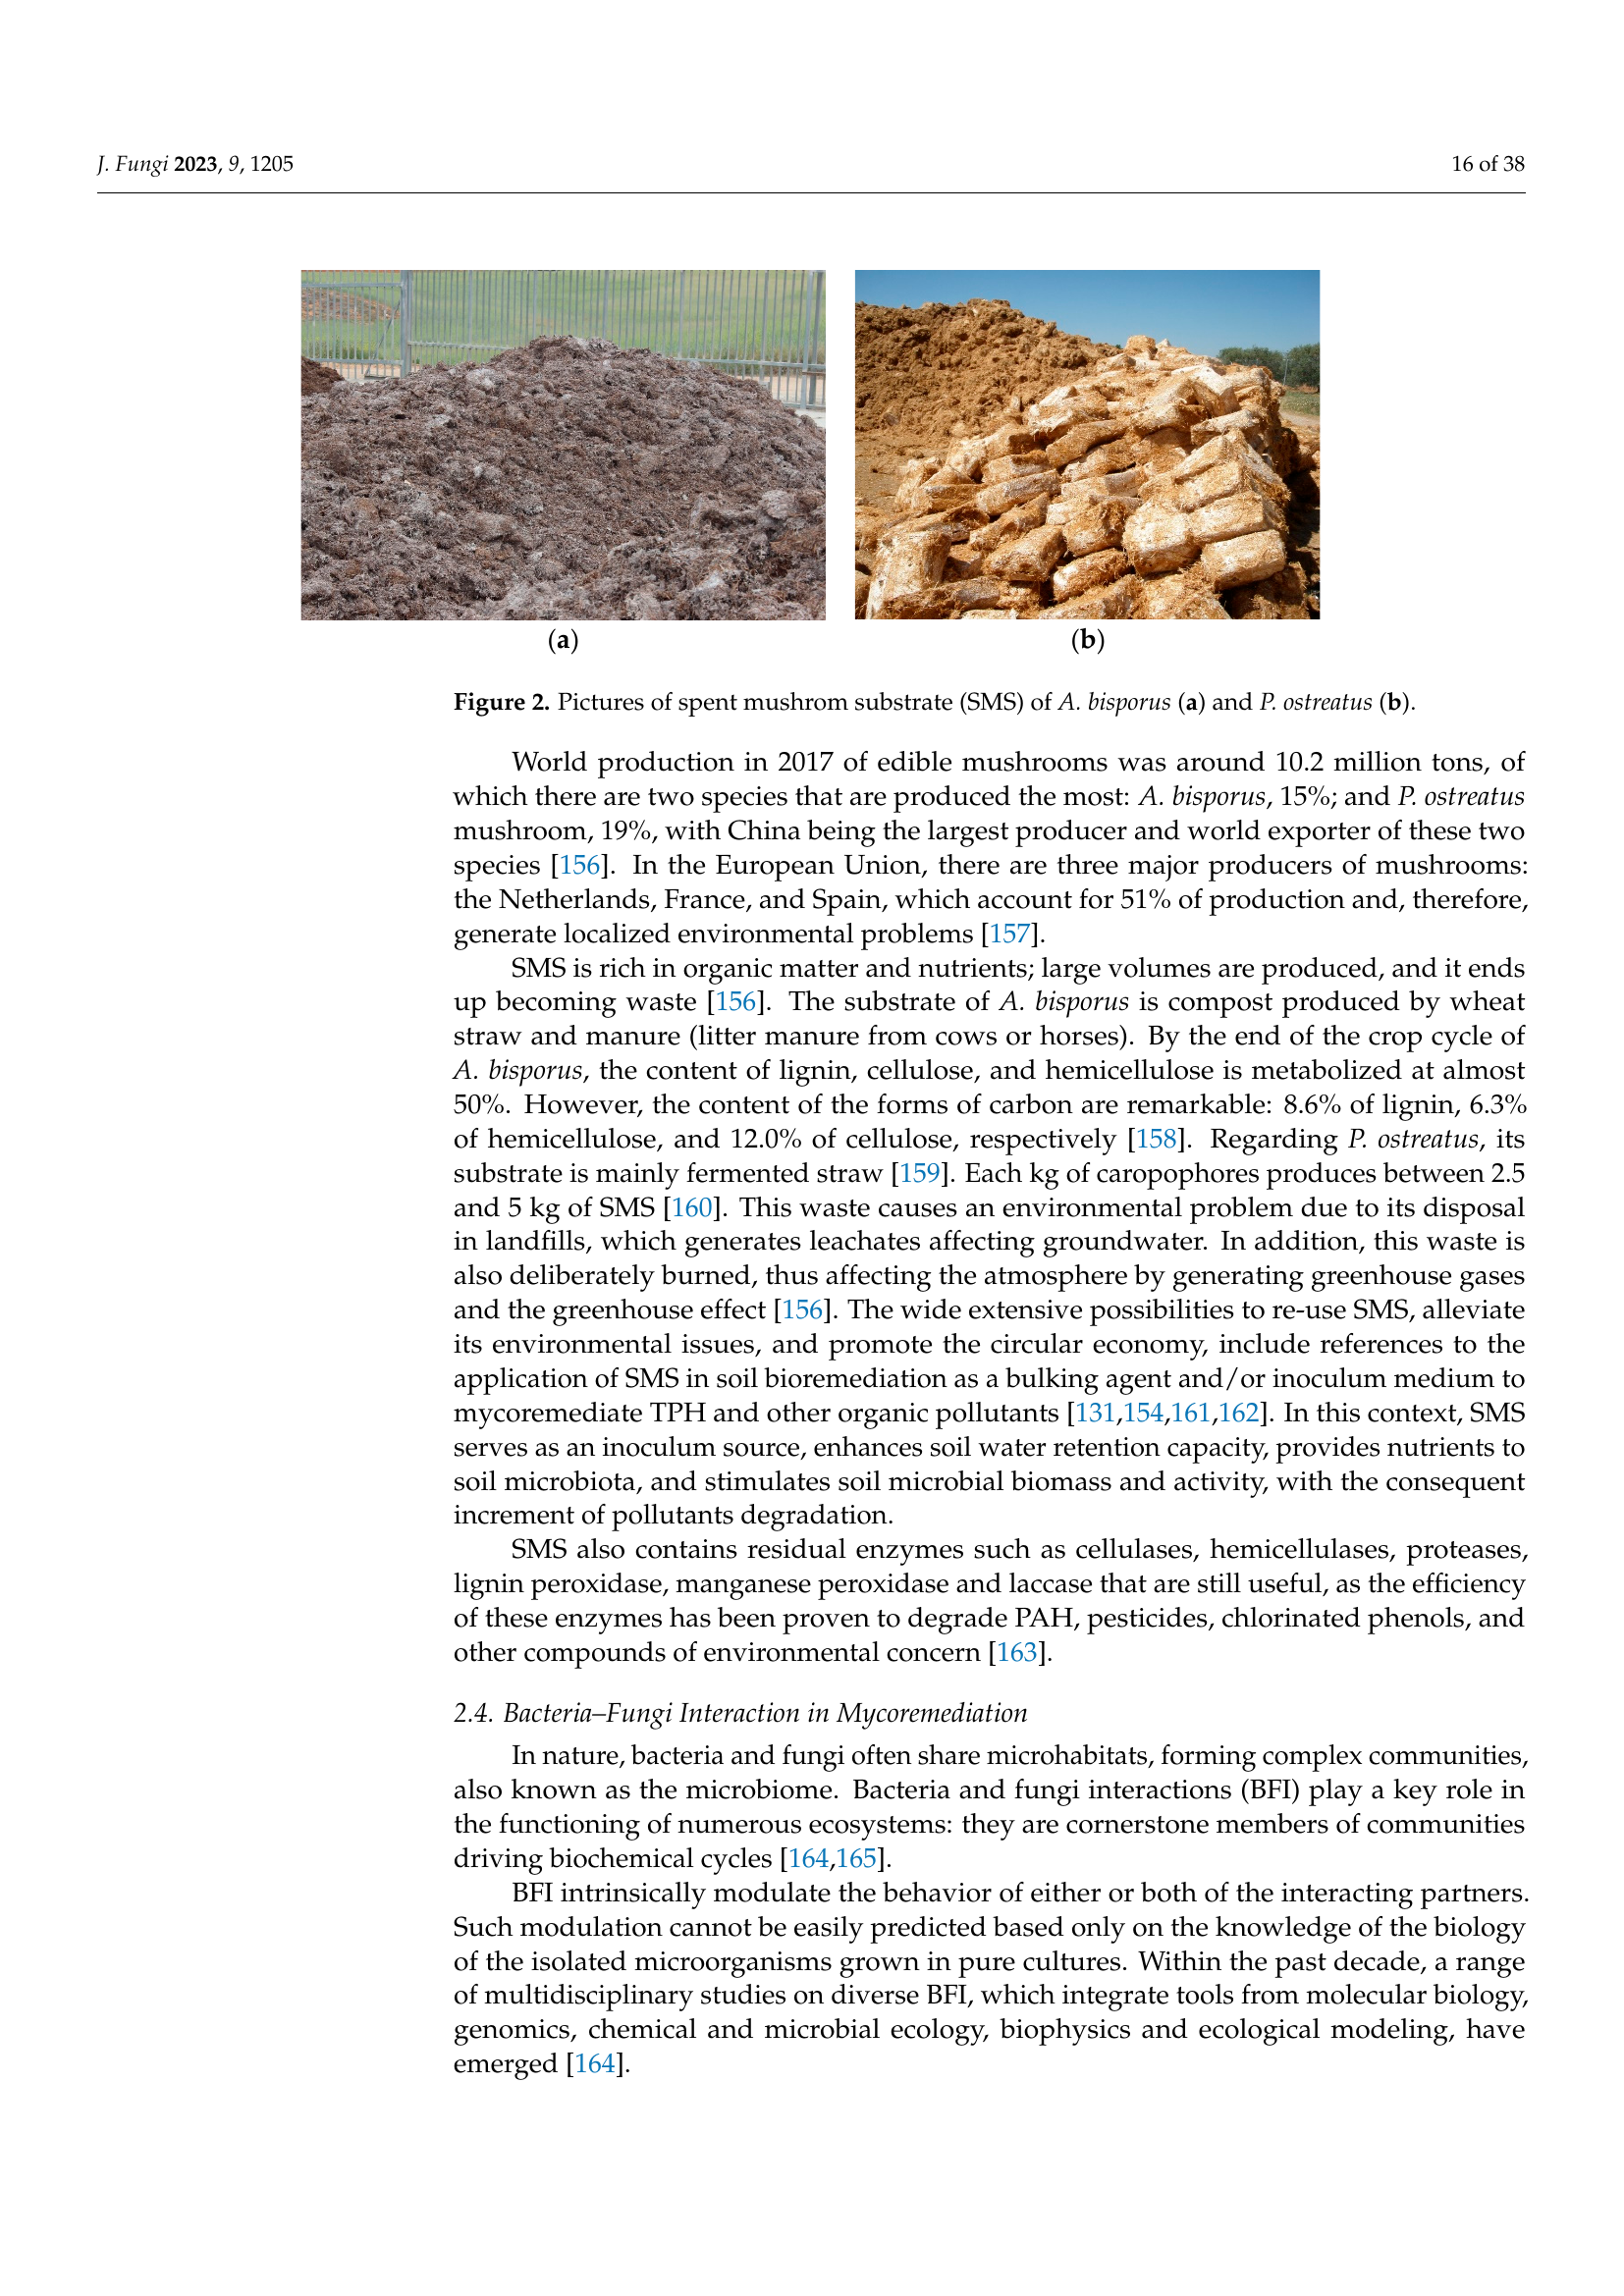 J. Fungi 2023, 9, 1205
16 of 38
(a)
(b)
Figure 2. Pictures of spent mushrom substrate (SMS) of A. bisporus (a) and P. ostreatus (b).
World production in 2017 of edible mushrooms was around 10.2 million tons, of
which there are two species that are produced the most: A. bisporus, 15%; and P. ostreatus
mushroom, 19%, with China being the largest producer and world exporter of these two
species [156]. In the European Union, there are three major producers of mushrooms:
the Netherlands, France, and Spain, which account for 51% of production and, therefore,
generate localized environmental problems [157].
SMS is rich in organic matter and nutrients; large volumes are produced, and it ends
up becoming waste [156]. The substrate of A. bisporus is compost produced by wheat
straw and manure (litter manure from cows or horses). By the end of the crop cycle of
A. bisporus, the content of lignin, cellulose, and hemicellulose is metabolized at almost
50%. However, the content of the forms of carbon are remarkable: 8.6% of lignin, 6.3%
of hemicellulose, and 12.0% of cellulose, respectively [158]. Regarding P. ostreatus, its
substrate is mainly fermented straw [159]. Each kg of caropophores produces between 2.5
and 5 kg of SMS [160]. This waste causes an environmental problem due to its disposal
in landfills, which generates leachates affecting groundwater. In addition, this waste is
also deliberately burned, thus affecting the atmosphere by generating greenhouse gases
and the greenhouse effect [156]. The wide extensive possibilities to re-use SMS, alleviate
its environmental issues, and promote the circular economy, include references to the
application of SMS in soil bioremediation as a bulking agent and/or inoculum medium to
mycoremediate TPH and other organic pollutants [131,154,161,162]. In this context, SMS
serves as an inoculum source, enhances soil water retention capacity, provides nutrients to
soil microbiota, and stimulates soil microbial biomass and activity, with the consequent
increment of pollutants degradation.
SMS also contains residual enzymes such as cellulases, hemicellulases, proteases,
lignin peroxidase, manganese peroxidase and laccase that are still useful, as the efficiency
of these enzymes has been proven to degrade PAH, pesticides, chlorinated phenols, and
other compounds of environmental concern [163].
2.4. Bacteria–Fungi Interaction in Mycoremediation
In nature, bacteria and fungi often share microhabitats, forming complex communities,
also known as the microbiome. Bacteria and fungi interactions (BFI) play a key role in
the functioning of numerous ecosystems: they are cornerstone members of communities
driving biochemical cycles [164,165].
BFI intrinsically modulate the behavior of either or both of the interacting partners.
Such modulation cannot be easily predicted based only on the knowledge of the biology
of the isolated microorganisms grown in pure cultures. Within the past decade, a range
of multidisciplinary studies on diverse BFI, which integrate tools from molecular biology,
genomics, chemical and microbial ecology, biophysics and ecological modeling, have
emerged [164].